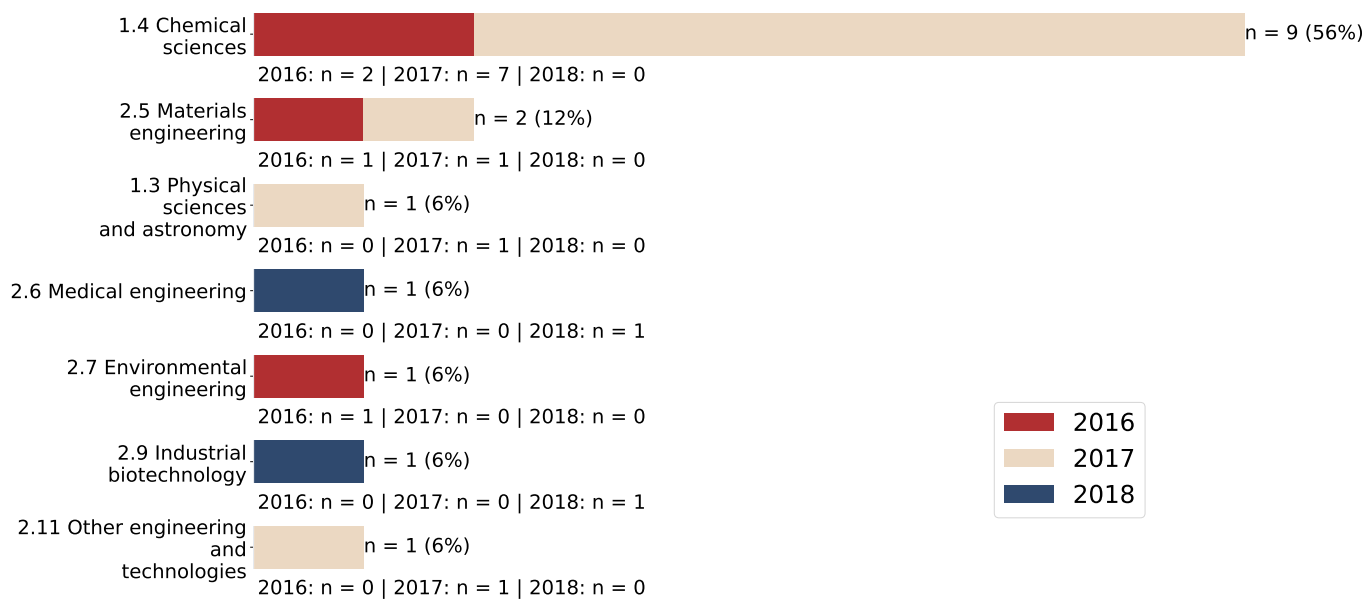 1.4 Chemical
sciences
n = 9 (56%)
2016: n = 2 | 2017: n = 7 | 2018: n = 0
2.5 Materials
engineering
n = 2 (12%)
2016: n = 1 | 2017: n = 1 | 2018: n = 0
1.3 Physical
sciences
and astronomy
n = 1 (6%)
2016: n = 0 | 2017: n = 1 | 2018: n = 0
2.6 Medical engineering
n = 1 (6%)
2016: n = 0 | 2017: n = 0 | 2018: n = 1
2.7 Environmental
engineering
n = 1 (6%)
2016: n = 1 | 2017: n = 0 | 2018: n = 0
2.9 Industrial
biotechnology
n = 1 (6%)
2016: n = 0 | 2017: n = 0 | 2018: n = 1
2.11 Other engineering
and
technologies
n = 1 (6%)
2016: n = 0 | 2017: n = 1 | 2018: n = 0
2016
2017
2018